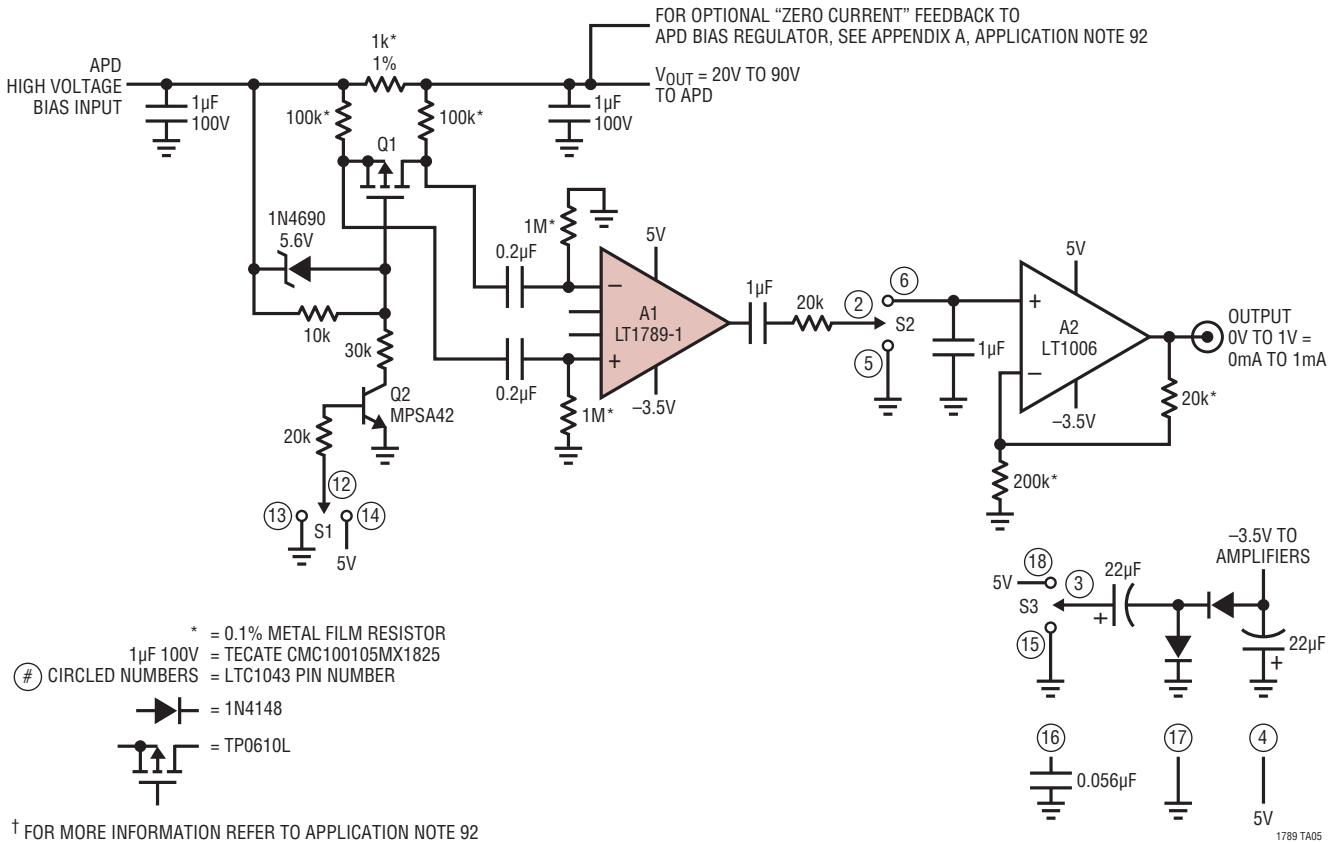 FOR OPTIONAL “ZERO CURRENT” FEEDBACK TO
APD BIAS REGULATOR, SEE APPENDIX A, APPLICATION NOTE 92
1k*
1%
APD
HIGH VOLTAGE
BIAS INPUT
VOUT = 20V TO 90V
TO APD
1µF
100V
100k*
100k*
1µF
100V
Q1
1N4690
5.6V
1M*
5V
0.2µF
–
A1
LT1789-1
+
0.2µF
1M*
–3.5V
10k
30k
Q2
MPSA42
20k
12
13
S1
14
5V
1µF
20k
2
6
S2
5
1µF
5V
+
A2
LT1006
–
–3.5V
OUTPUT
0V TO 1V =
0mA TO 1mA
20k*
200k*
–3.5V TO
AMPLIFIERS
18
5V
3
22µF
S3
+
15
22µF
+
16
17
4
0.056µF
5V
* = 0.1% METAL FILM RESISTOR
1µF 100V = TECATE CMC100105MX1825
# CIRCLED NUMBERS = LTC1043 PIN NUMBER
= 1N4148
= TP0610L
† FOR MORE INFORMATION REFER TO APPLICATION NOTE 92
1789 TA05